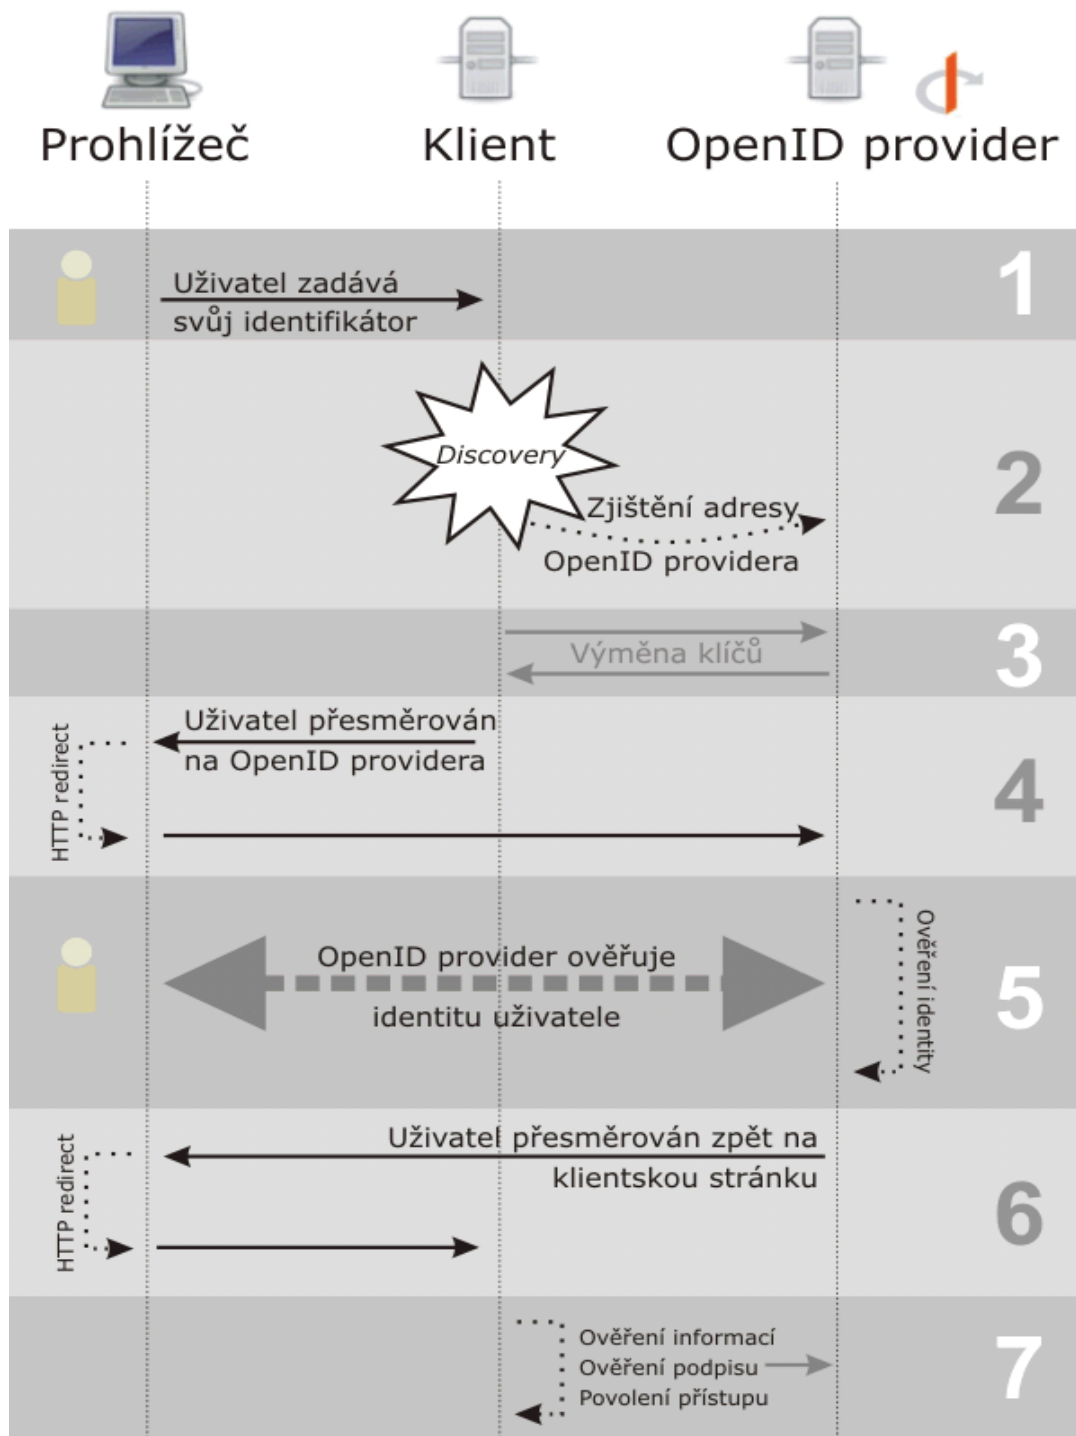 Prohlížeč
Klient
OpenID provider
Uživatel zadává
svůj identifikátor
1
Discovery
Zjištění adresy
OpenID providera
2
Výměna klíčů
3
Uživatel přesměrován
na OpenID providera
HTTP redirect
4
OpenID provider ověřuje
identitu uživatele
Ověření identity
5
Uživatel přesměrován zpět na
klientskou stránku
HTTP redirect
6
Ověření informací
Ověření podpisu
Povolení přístupu
7